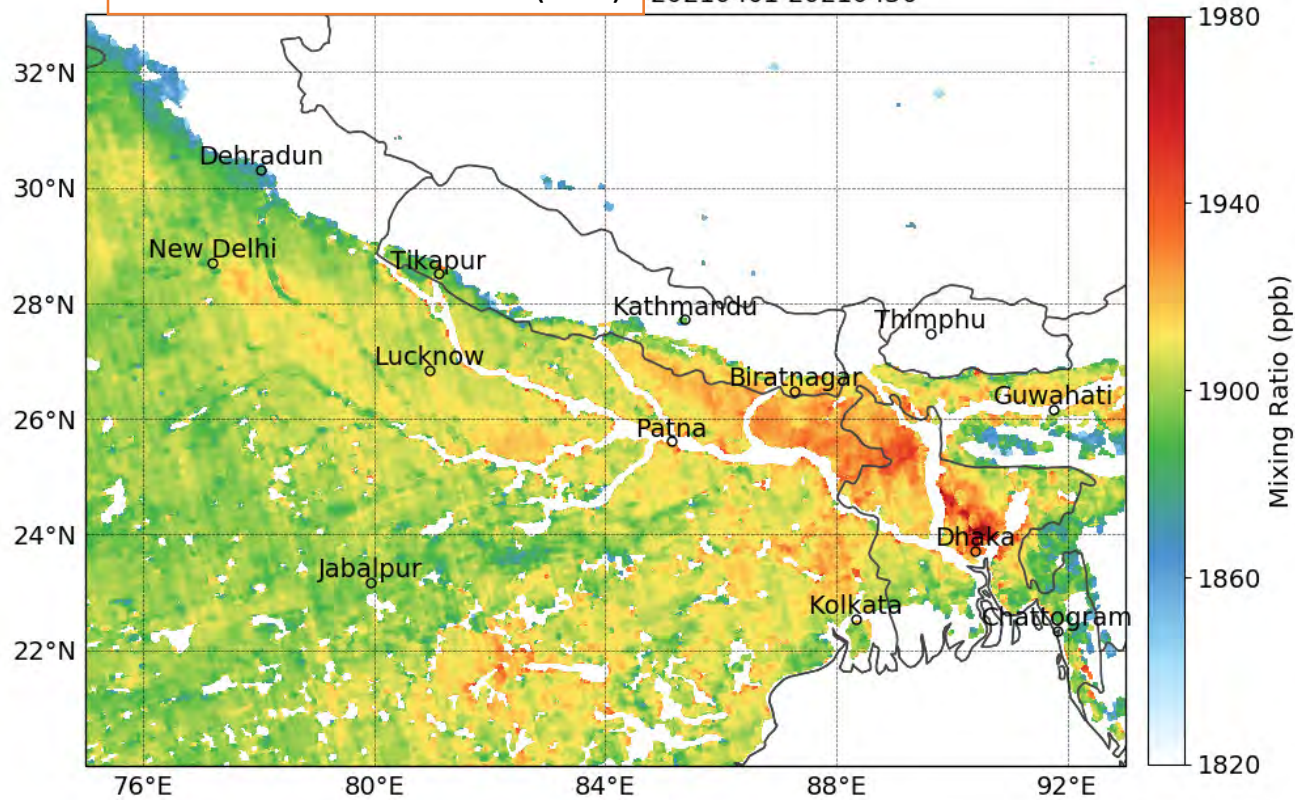 1980
32°N
Dehradun
30°N
1940
New Delhi
Tikapur
28°N
Kathmandu
Thimphu
Lucknow
Biratnagar
1900
Guwahati
26°N
Patna
Mixing Ratio (ppb)
24°N
Dhaka
Jabalpur
1860
Kolkata
Chattogram
22°N
1820
76°E
80°E
84°E
88°E
92°E